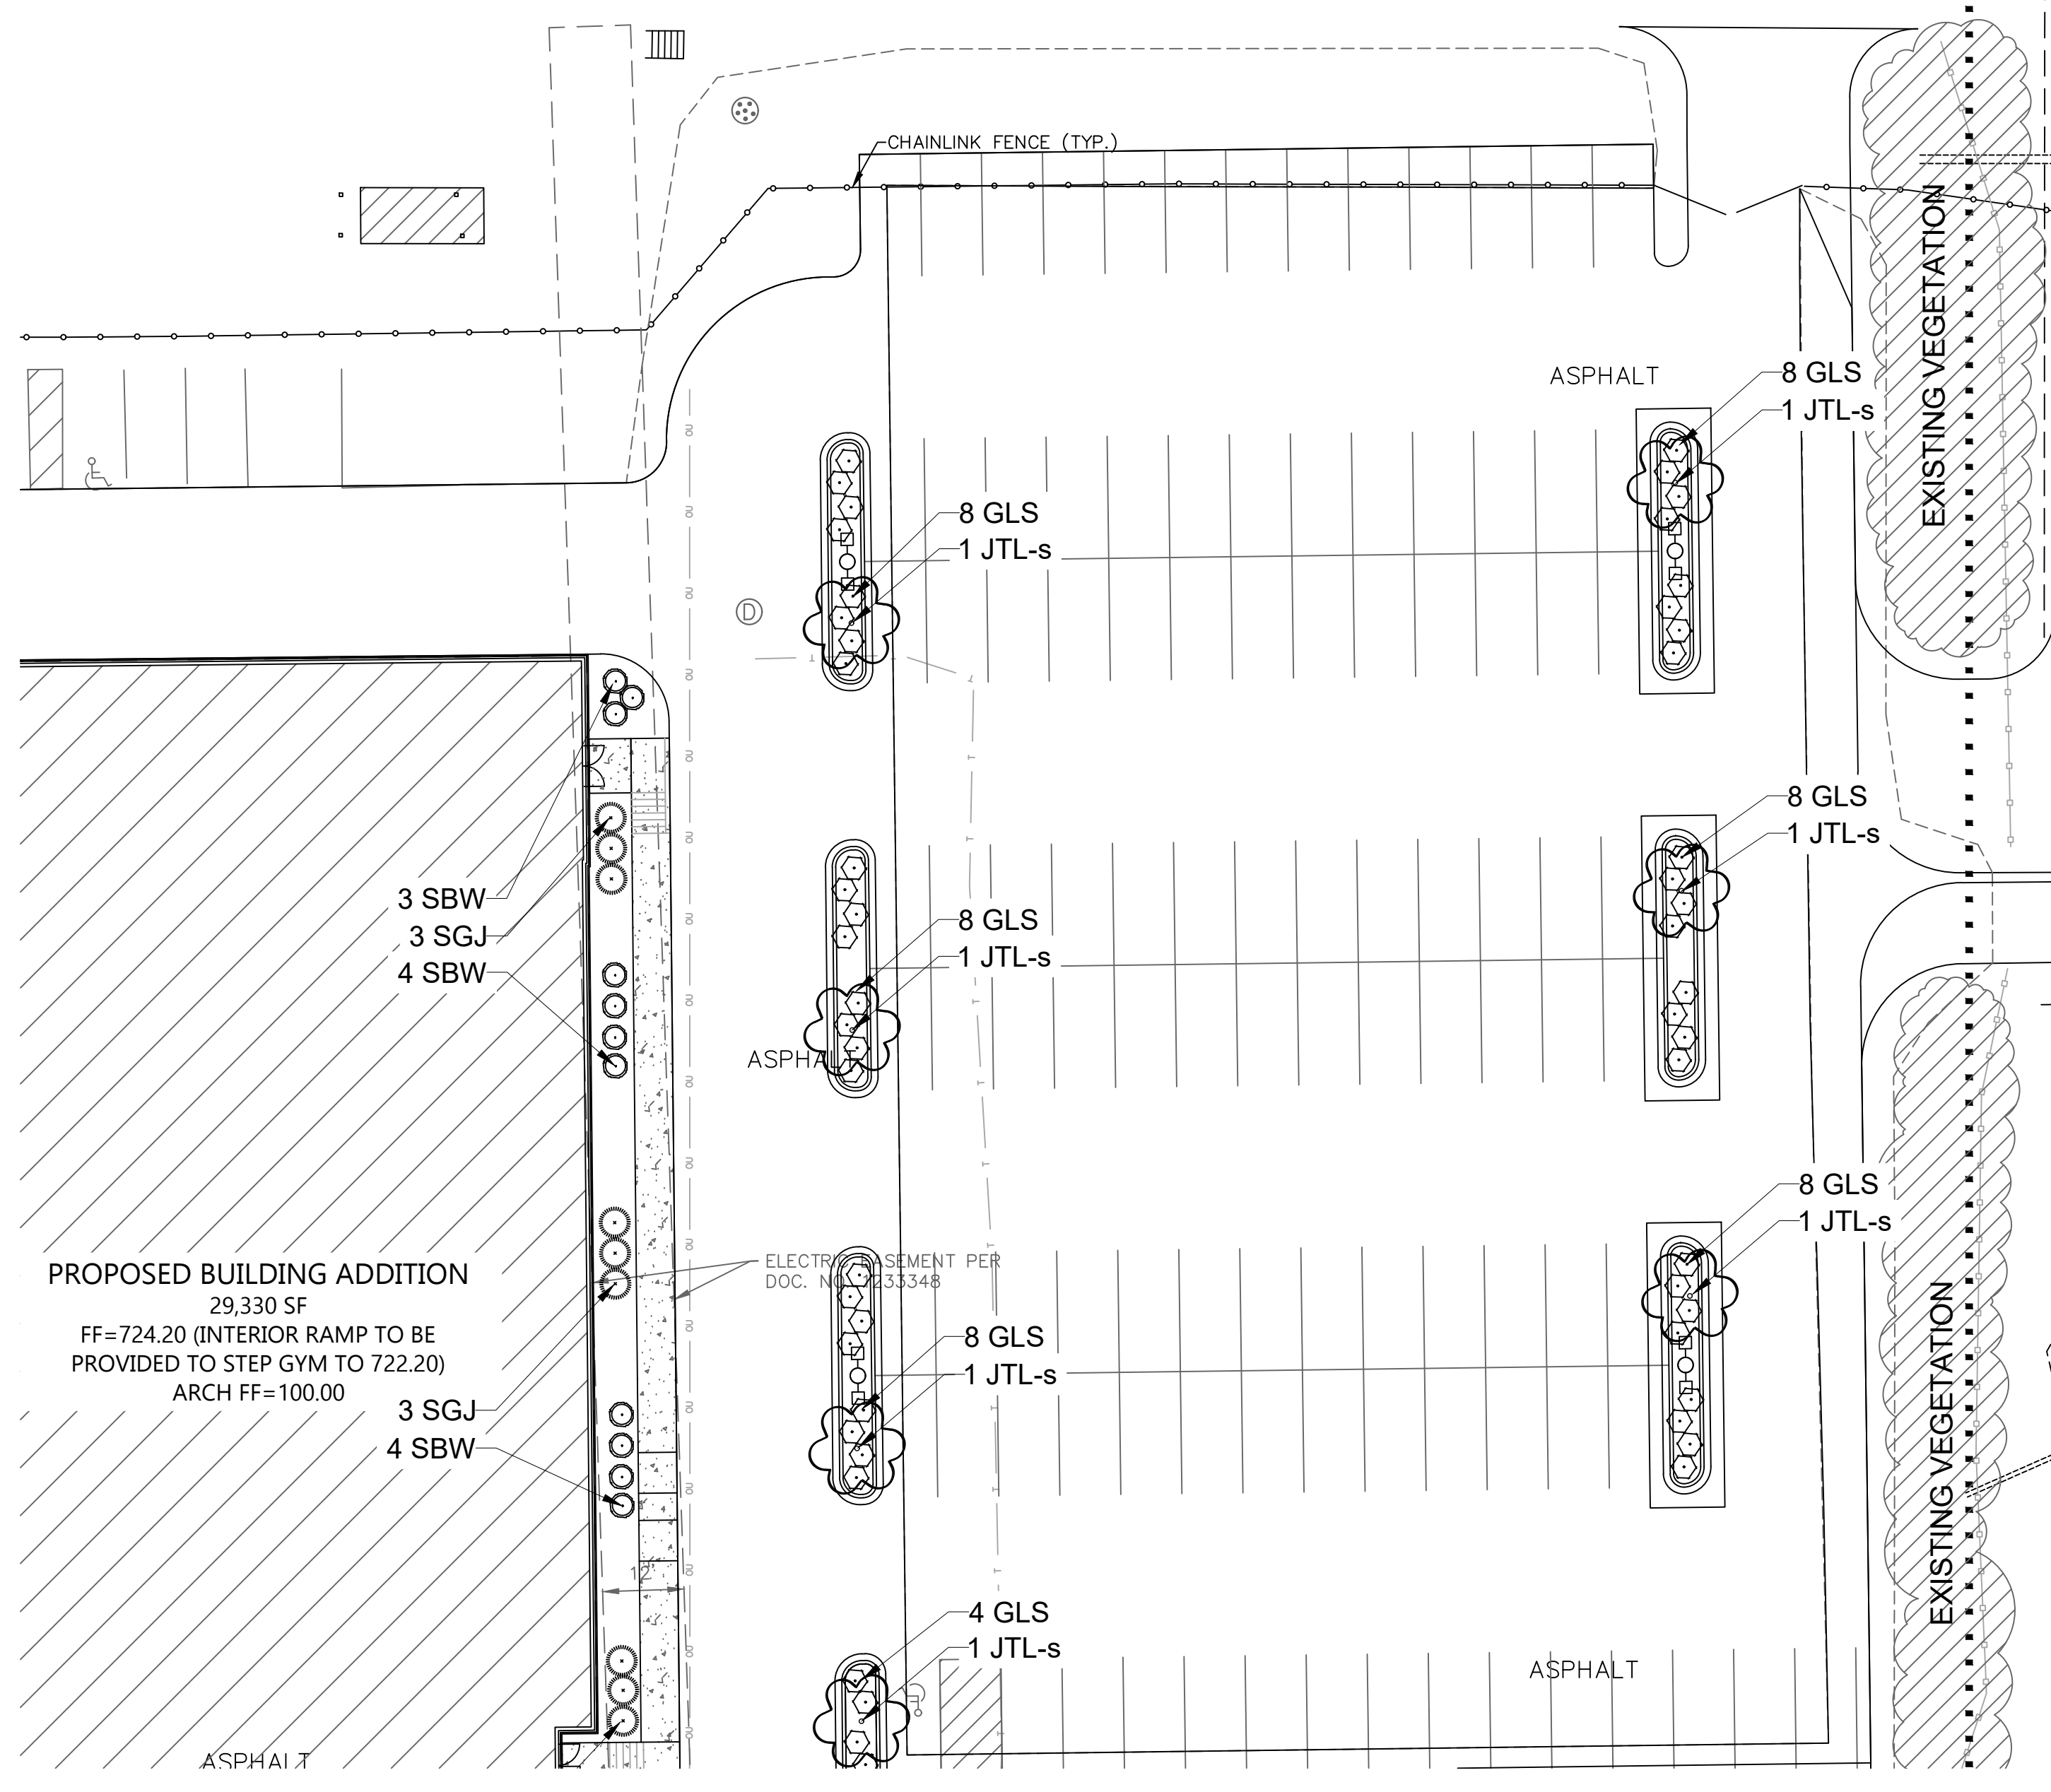 CHAINLINK FENCE (TYP.)
EXISTING VEGETATION
ASPHALT
8 GLS
1 JTL-s
8 GLS
1 JTL-s
D
8 GLS
1 JTL-s
3 SBW
3 SGJ
4 SBW
8 GLS
1 JTL-s
ASPHALT
8 GLS
1 JTL-s
ELECTRIC EASEMENT PER
DOC. NO. 1233348
PROPOSED BUILDING ADDITION
29,330 SF
FF=724.20 (INTERIOR RAMP TO BE
PROVIDED TO STEP GYM TO 722.20)
ARCH FF=100.00
8 GLS
1 JTL-s
3 SGJ
4 SBW
EXISTING VEGETATION
12'
4 GLS
1 JTL-s
ASPHALT
ASPHALT